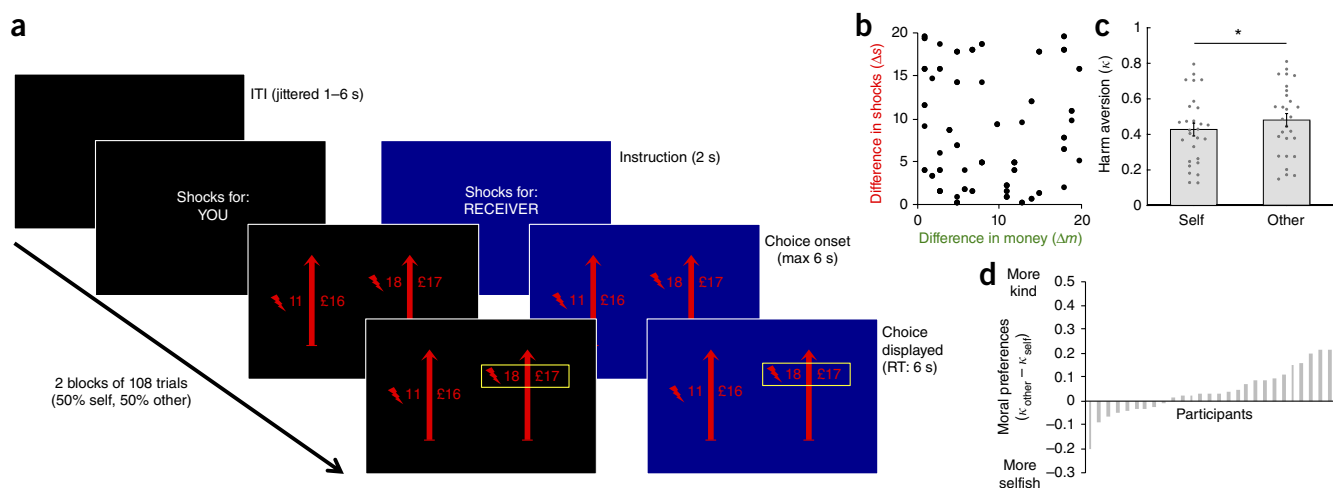 a
ITI (jittered 1–6 s)
Shocks for:
YOU
Instruction (2 s)
Shocks for:
RECEIVER
Choice onset
(max 6 s)
11 £16
18 £17
11 £16
18 £17
Choice
displayed
(RT: 6 s)
11 £16
18 £17
11 £16
18 £17
2 blocks of 108 trials
(50% self, 50% other)
b
Difference in shocks (Δs)
20
15
10
5
0
0 5 10 15 20
Difference in money (Δm)
c
*
Harm aversion (κ)
1
0.8
0.6
0.4
0.2
0
Self Other
d
More
kind
Moral preferences
(κother – κself)
0.5
0.4
0.3
0.2
0.1
0
–0.1
–0.2
–0.3
Participants
More
selfish